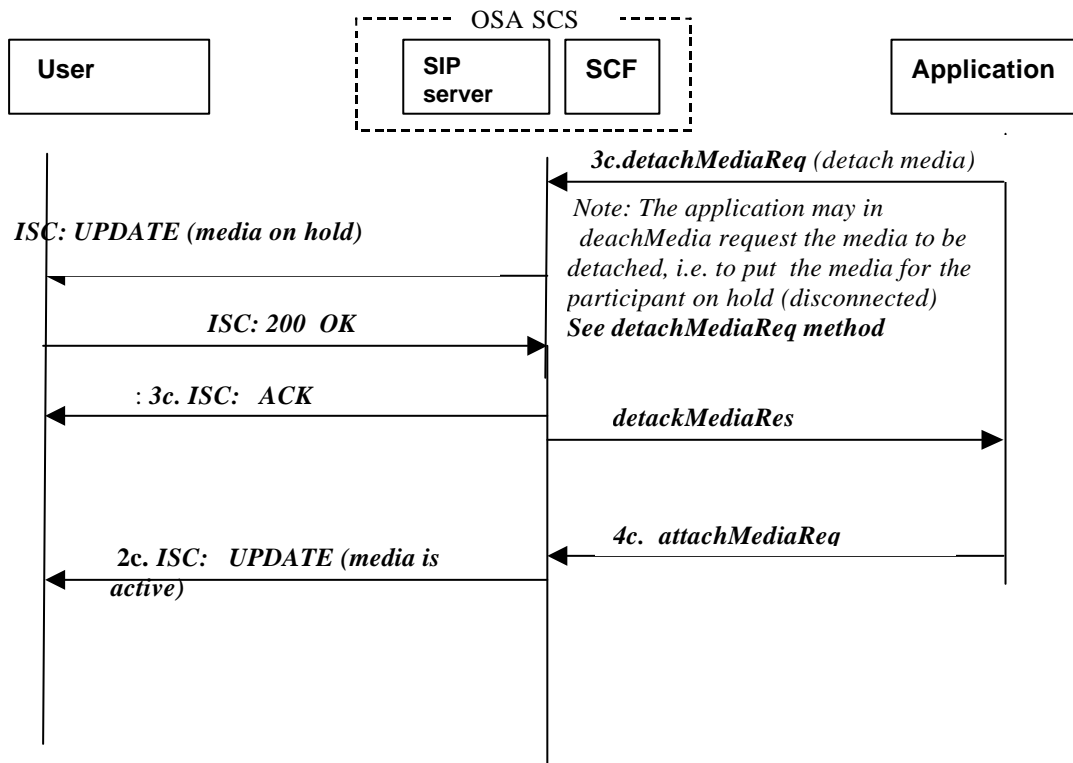 OSA SCS
User
SIP
server
SCF
Application
3c.detachMediaReq (detach media)
Note: The application may in
deachMedia request the media to be
detached, i.e. to put the media for the
participant on hold (disconnected)
See detachMediaReq method
ISC: UPDATE (media on hold)
ISC: 200 OK
: 3c. ISC: ACK
detackMediaRes
4c. attachMediaReq
2c. ISC: UPDATE (media is
active)